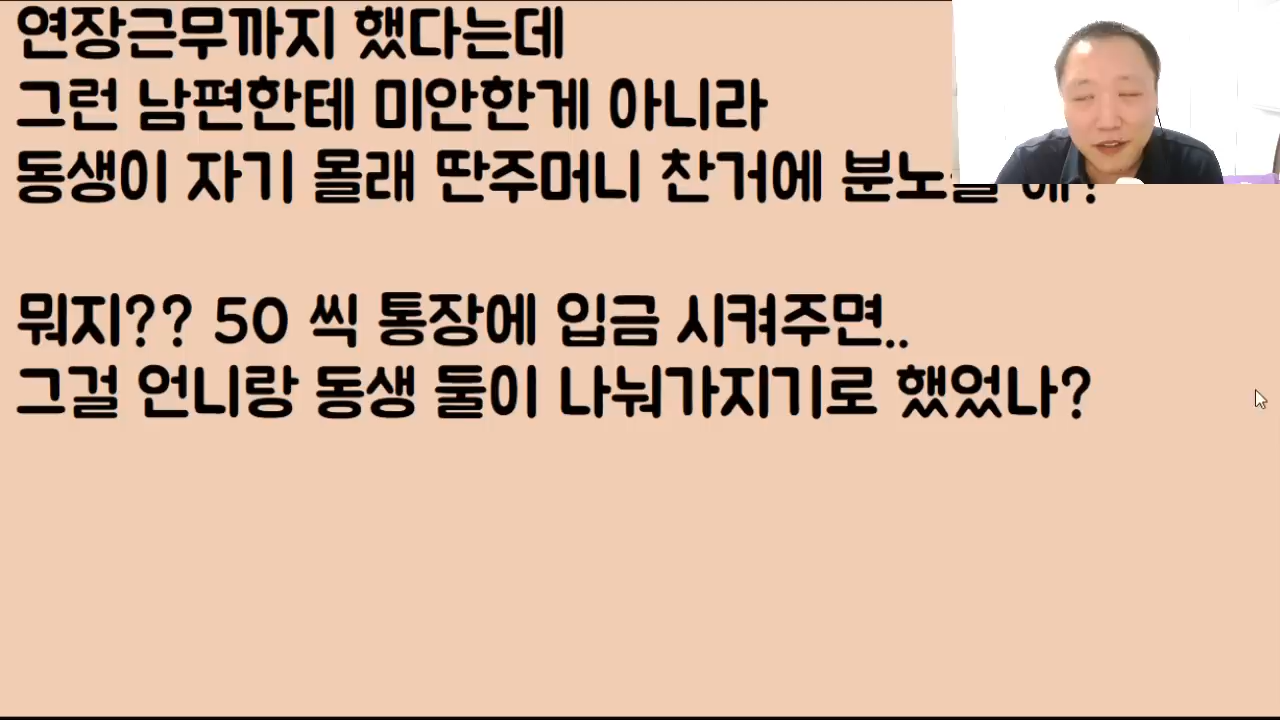 연장근무까지 했다는데
그런 남편한테 미안한게 아니라
동생이 자기 몰래 딴주머니 찬거에
뭐지?? 50 씩 통장에 입금 시켜주면..
그걸 언니랑 동생 둘이 나눠가지기로 했었나?